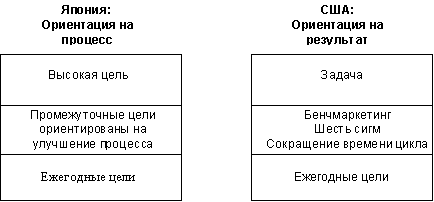 Япония:
Ориентация на
процесс
Высокая цель
Промежуточные цели
ориентированы на
улучшение процесса
Ежегодные цели
США:
Ориентация на
результат
Задача
Бенчмаркетинг
Шесть сигм
Сокращение времени цикла
Ежегодные цели